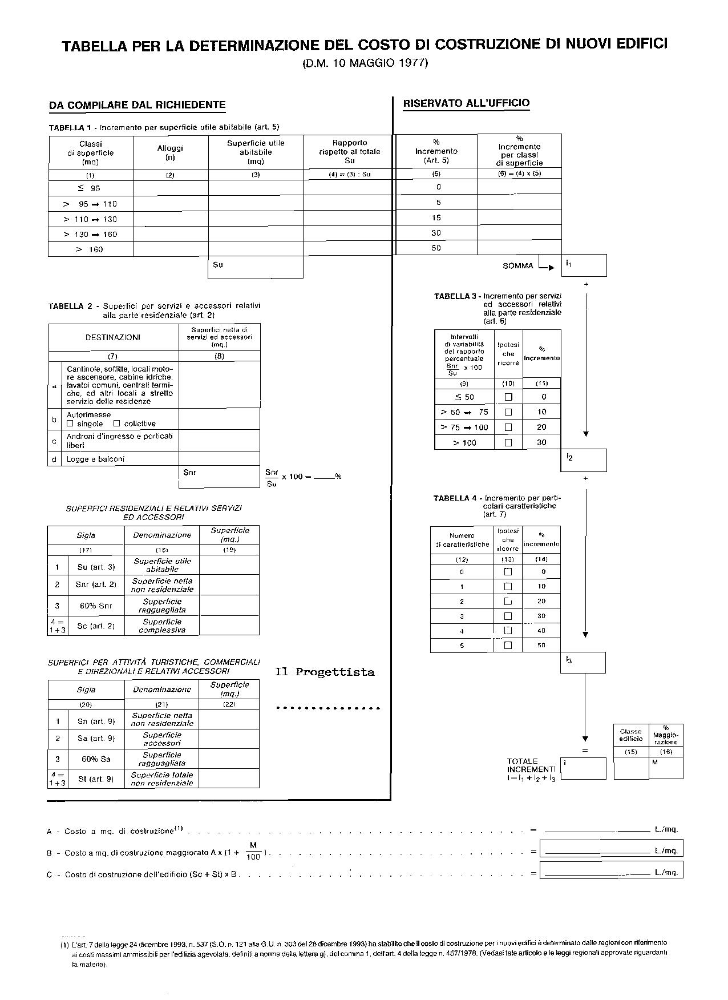 TABELLA PER LA DETERMINAZIONE DEL COSTO DI COSTRUZIONE DI NUOVI EDIFICI
(D.M. 10 MAGGIO 1977)
DA COMPILARE DAL RICHIEDENTE
RISERVATO ALL'UFFICIO
TABELLA 1 - Incremento per superficie utile abitabile (art. 5)
Classi di superficie (mq) | Alloggi (n) | Superficie utile abitabile (mq) | Rapporto rispetto al totale Su | % Incremento (Art. 5) | % Incremento per classi di superficie
(1) (2) (3) (4) = (3) : Su (5) (6) = (4) x (5)
≤ 95 0
> 95 → 110 5
> 110 → 130 15
> 130 → 160 30
> 160 50
Su SOMMA i1
+
TABELLA 2 - Superfici per servizi e accessori relativi
alla parte residenziale (art. 2)
DESTINAZIONI
Superfici netta di
servizi ed accessori
(mq.)
(7) (8)
a Cantinole, soffitte, locali moto-
re ascensore, cabine idriche,
lavatoi comuni, centrali termi-
che, ed altri locali a stretto
servizio delle residenze
b Autorimesse
□ singole □ collettive
c Androni d'ingresso e porticati
liberi
d Logge e balconi
Snr
Snr
Su
x 100 = ____%
TABELLA 3 - Incremento per servizi
ed accessori relativi
alla parte residenziale
(art. 6)
Intervalli
di variabilità
del rapporto
percentuale
Snr x 100
Su
Ipotesi
che
ricorre
%
Incremento
(9) (10) (11)
≤ 50 □ 0
> 50 → 75 □ 10
> 75 → 100 □ 20
> 100 □ 30
i2
+
SUPERFICI RESIDENZIALI E RELATIVI SERVIZI
ED ACCESSORI
Sigla Denominazione Superficie (mq.)
(17) (18) (19)
1 Su (art. 3) Superficie utile abitabile
2 Snr (art. 2) Superficie netta non residenziale
3 60% Snr Superficie ragguagliata
4 = 1+3 Sc (art. 2) Superficie complessiva
TABELLA 4 - Incremento per parti-
colari caratteristiche
(art. 7)
Numero
di caratteristiche
Ipotesi
che
ricorre
%
incremento
(12) (13) (14)
0 □ 0
1 □ 10
2 □ 20
3 □ 30
4 □ 40
5 □ 50
i3
SUPERFICI PER ATTIVITÀ TURISTICHE, COMMERCIALI
E DIREZIONALI E RELATIVI ACCESSORI
Sigla Denominazione Superficie (mq.)
(20) (21) (22)
1 Sn (art. 9) Superficie netta non residenziale
2 Sa (art. 9) Superficie accessori
3 60% Sa Superficie ragguagliata
4 = 1+3 St (art. 9) Superficie totale non residenziale
Il Progettista
...............
=
TOTALE
INCREMENTI
i = i1 + i2 + i3
i
Classe
edificio
%
Maggio-
razione
(15) (16)
M
A - Costo a mq. di costruzione(1) . . . . . . . . . . = __________ L./mq.
B - Costo a mq. di costruzione maggiorato A x (1 + M/100) . . . . . . . . . . = __________ L./mq.
C - Costo di costruzione dell'edificio (Sc + St) x B . . . . . . . . . . = __________ L./mq.
(1) L'art. 7 della legge 24 dicembre 1993, n. 537 (S.O. n. 121 alla G.U. n. 303 del 28 dicembre 1993) ha stabilito che il costo di costruzione per i nuovi edifici è determinato dalle regioni con riferimento
ai costi massimi ammissibili per l'edilizia agevolata, definiti a norma della lettera g), del comma 1, dell'art. 4 della legge n. 457/1978. (Vedasi tale articolo e le leggi regionali approvate riguardanti
la materia).